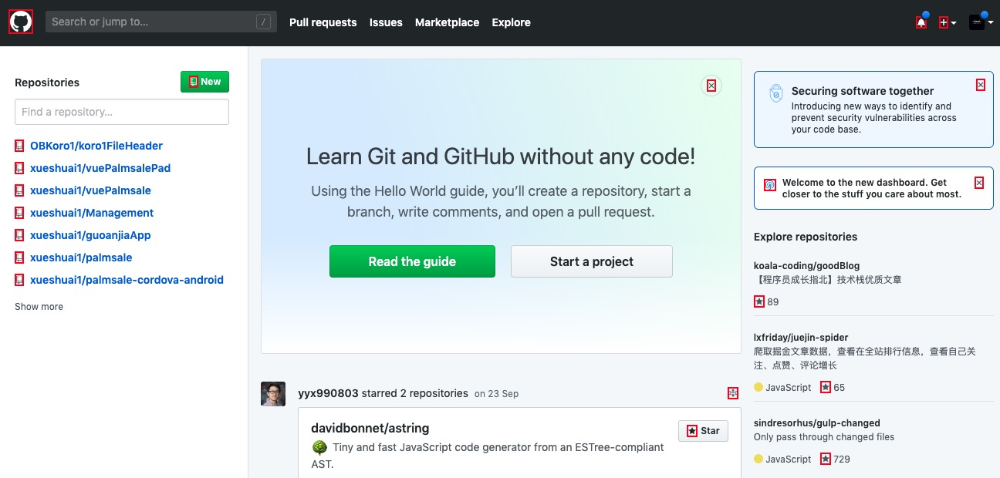 Search or jump to...
/
Pull requests
Issues
Marketplace
Explore
Repositories
New
Find a repository...
OBKoro1/koro1FileHeader
xueshuai1/vuePalmsalePad
xueshuai1/vuePalmsale
xueshuai1/Management
xueshuai1/guoanjiaApp
xueshuai1/palmsale
xueshuai1/palmsale-cordova-android
Show more
Learn Git and GitHub without any code!
Using the Hello World guide, you’ll create a repository, start a
branch, write comments, and open a pull request.
Read the guide
Start a project
yyx990803 starred 2 repositories on 23 Sep
davidbonnet/astring
Star
Tiny and fast JavaScript code generator from an ESTree-compliant
AST.
Securing software together
Introducing new ways to identify and
prevent security vulnerabilities across
your code base.
Welcome to the new dashboard. Get
closer to the stuff you care about most.
Explore repositories
koala-coding/goodBlog
【程序员成长指北】技术栈优质文章
89
lxfriday/juejin-spider
爬取掘金文章数据，查看在全站排行信息，查看自己关
注、点赞、评论增长
JavaScript 65
sindresorhus/gulp-changed
Only pass through changed files
JavaScript 729